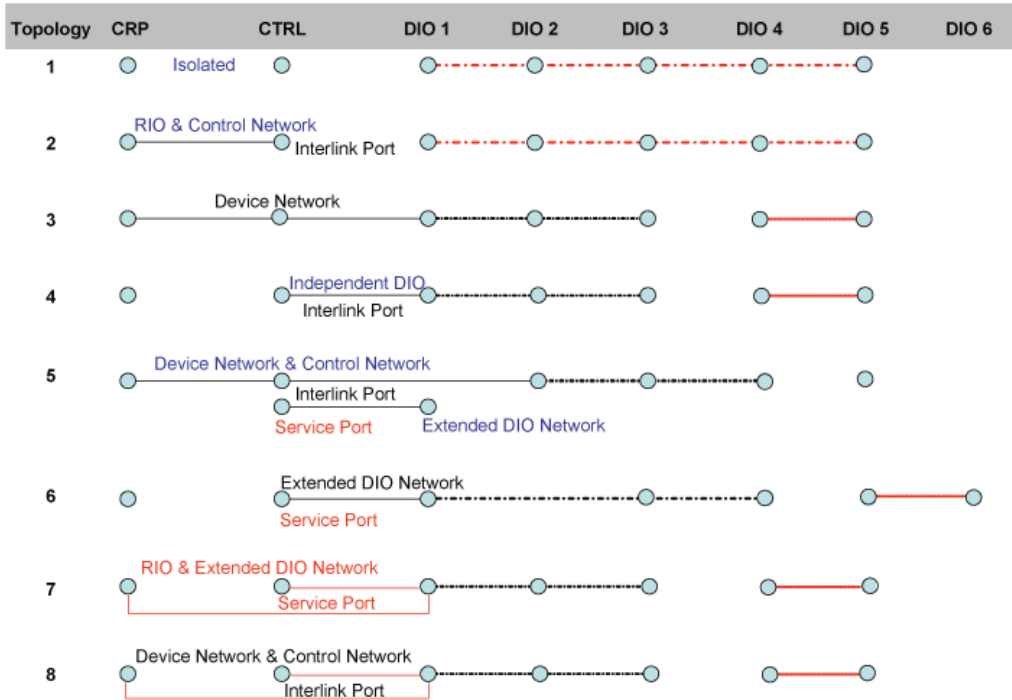 Topology CRP CTRL DIO 1 DIO 2 DIO 3 DIO 4 DIO 5 DIO 6
1 Isolated
RIO & Control Network
2 Interlink Port
Device Network
3
Independent DIO
4
Interlink Port
Device Network & Control Network
5
Interlink Port
Service Port Extended DIO Network
Extended DIO Network
6
Service Port
RIO & Extended DIO Network
7
Service Port
Device Network & Control Network
8
Interlink Port